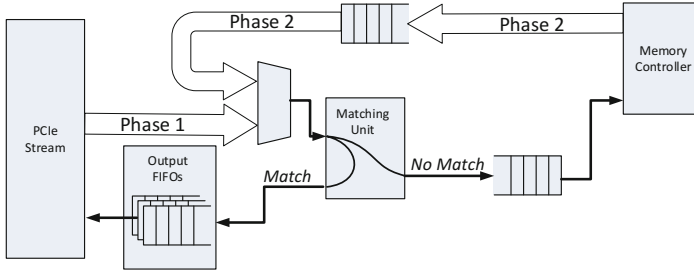 Phase 2
Phase 2
Memory
Controller
PCIe
Stream
Phase 1
Matching
Unit
Output
FIFOs
Match
No Match